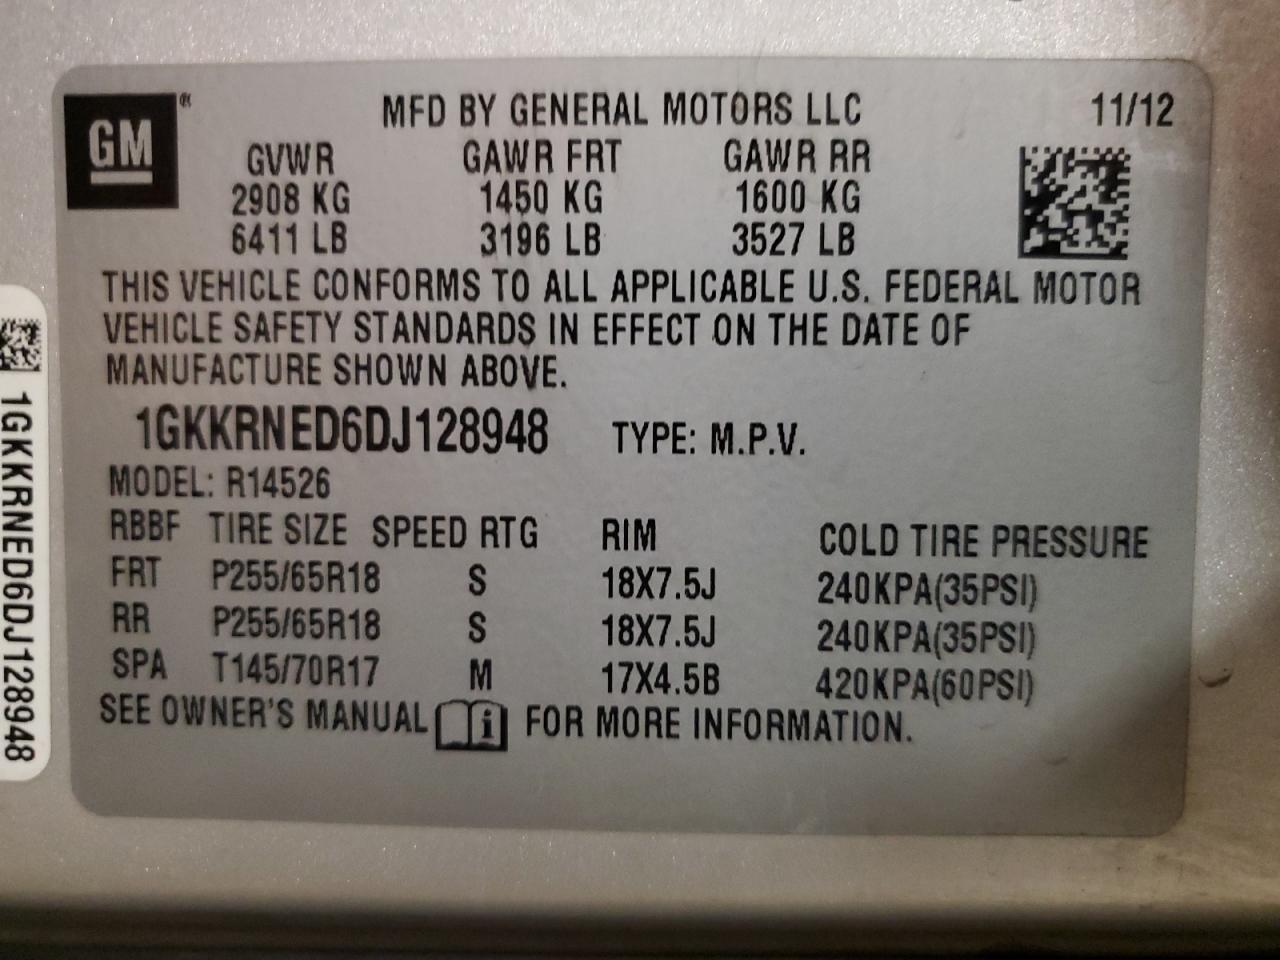 GM ®
MFD BY GENERAL MOTORS LLC 11/12
GVWR GAWR FRT GAWR RR
2908 KG 1450 KG 1600 KG
6411 LB 3196 LB 3527 LB
THIS VEHICLE CONFORMS TO ALL APPLICABLE U.S. FEDERAL MOTOR
VEHICLE SAFETY STANDARDS IN EFFECT ON THE DATE OF
MANUFACTURE SHOWN ABOVE.
1GKKRNED6DJ128948 TYPE: M.P.V.
MODEL: R14526
RBBF TIRE SIZE SPEED RTG RIM COLD TIRE PRESSURE
FRT P255/65R18 S 18X7.5J 240KPA(35PSI)
RR P255/65R18 S 18X7.5J 240KPA(35PSI)
SPA T145/70R17 M 17X4.5B 420KPA(60PSI)
SEE OWNER'S MANUAL i FOR MORE INFORMATION.
1GKKRNED6DJ128948